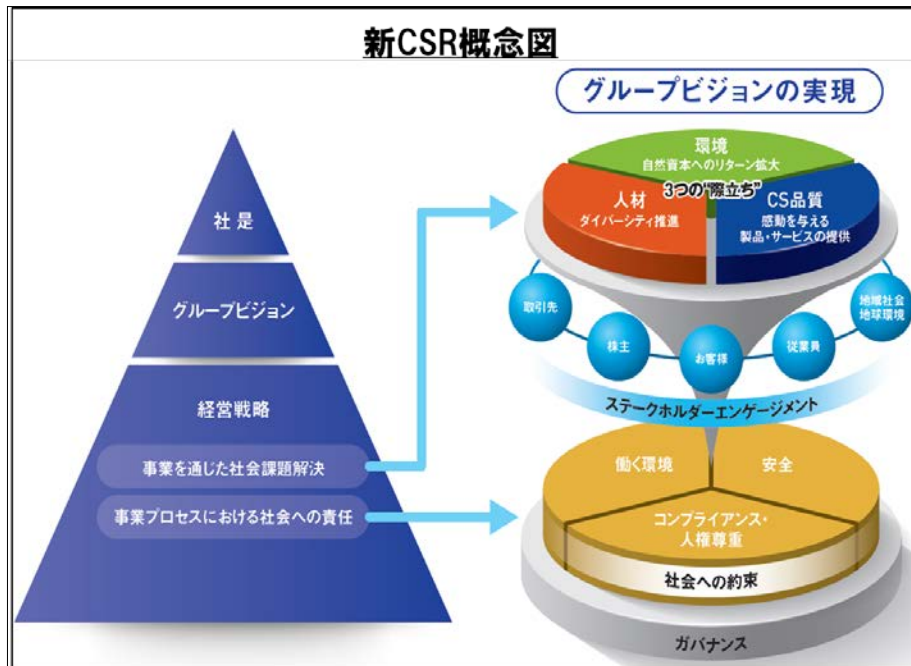 新CSR概念図
社是
グループビジョン
経営戦略
事業を通じた社会課題解決
事業プロセスにおける社会への責任
グループビジョンの実現
環境
自然資本へのリターン拡大
3つの“際立ち”
人材
ダイバーシティ推進
CS品質
感動を与える
製品・サービスの提供
取引先
株主
お客様
従業員
地域社会
地球環境
ステークホルダーエンゲージメント
働く環境
安全
コンプライアンス・
人権尊重
社会への約束
ガバナンス